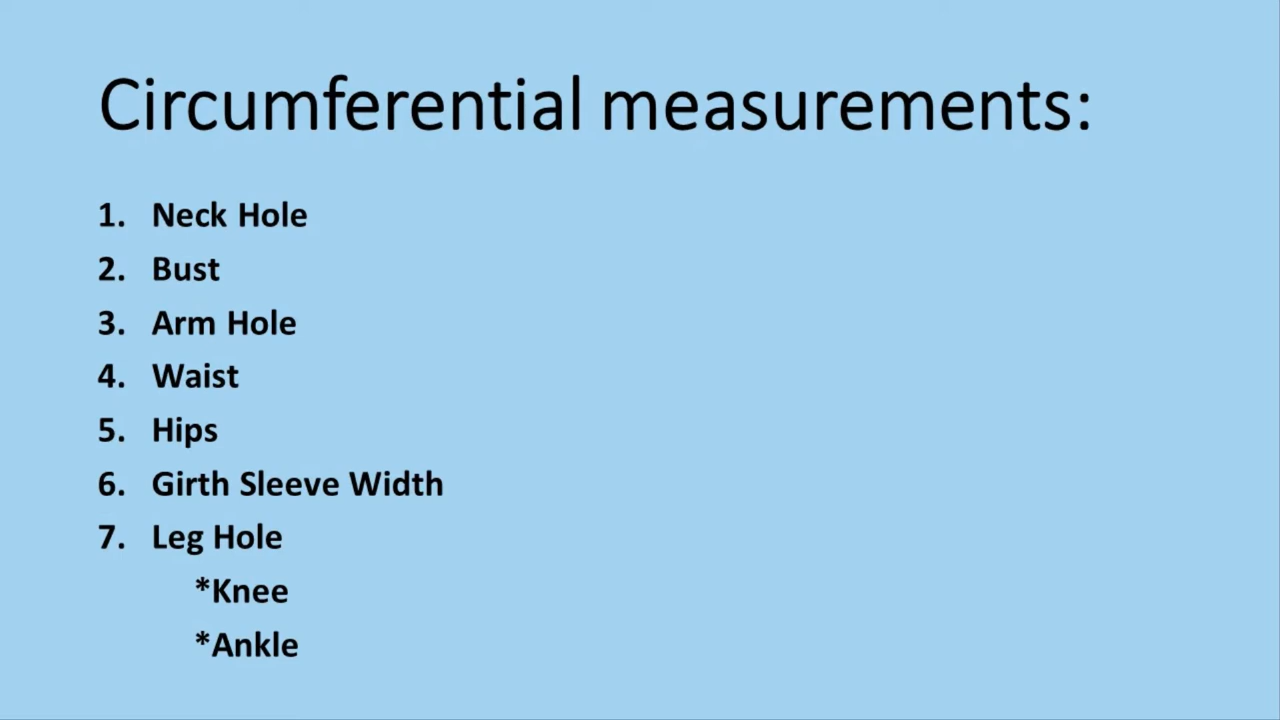 Circumferential measurements:
1. Neck Hole
2. Bust
3. Arm Hole
4. Waist
5. Hips
6. Girth Sleeve Width
7. Leg Hole
*Knee
*Ankle